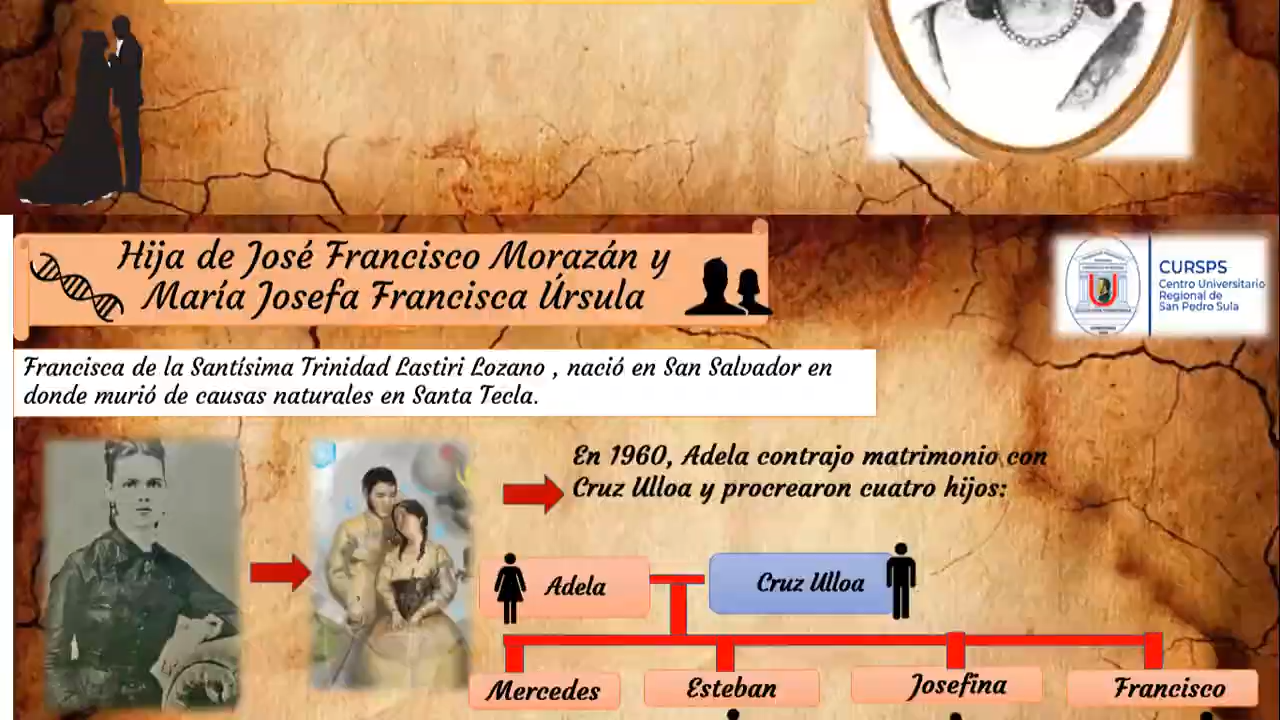 Hija de José Francisco Morazán y
María Josefa Francisca Úrsula
CURSPS
Centro Universitario
Regional de
San Pedro Sula
Francisca de la Santísima Trinidad Lastiri Lozano , nació en San Salvador en
donde murió de causas naturales en Santa Tecla.
En 1960, Adela contrajo matrimonio con
Cruz Ulloa y procrearon cuatro hijos:
Adela
Cruz Ulloa
Mercedes
Esteban
Josefina
Francisco